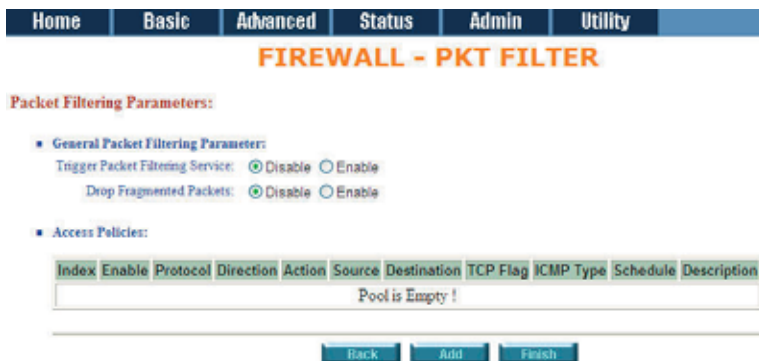 Home Basic Advanced Status Admin Utility
FIREWALL - PKT FILTER
Packet Filtering Parameters:
General Packet Filtering Parameter:
Trigger Packet Filtering Service: Disable Enable
Drop Fragmented Packets: Disable Enable
Access Policies:
Index Enable Protocol Direction Action Source Destination TCP Flag ICMP Type Schedule Description
Pool is Empty !
Back Add Finish